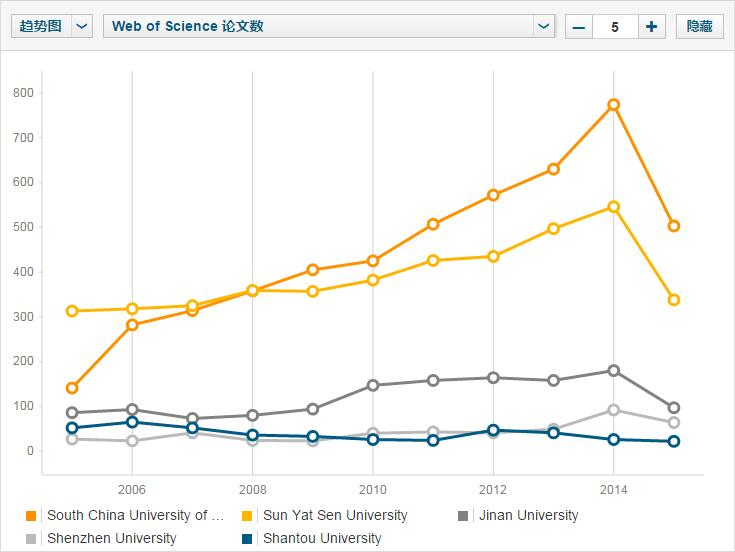 趋势图 Web of Science 论文数 — 5 + 隐藏
800
700
600
500
400
300
200
100
0
2006 2008 2010 2012 2014
South China University of ... Sun Yat Sen University Jinan University
Shenzhen University Shantou University